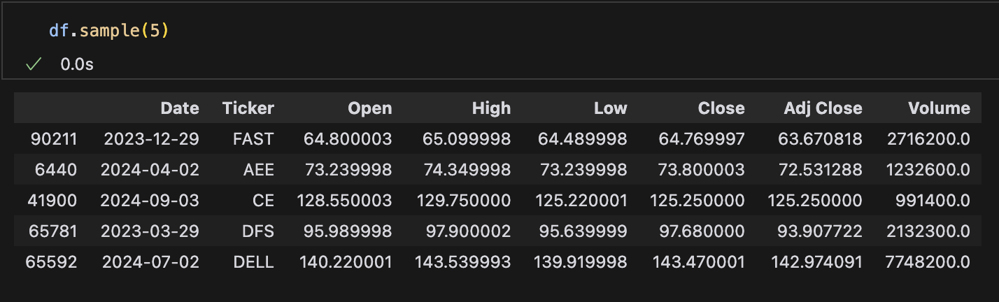 df.sample(5)
0.0s
Date Ticker Open High Low Close Adj Close Volume
90211 2023-12-29 FAST 64.800003 65.099998 64.489998 64.769997 63.670818 2716200.0
6440 2024-04-02 AEE 73.239998 74.349998 73.239998 73.800003 72.531288 1232600.0
41900 2024-09-03 CE 128.550003 129.750000 125.220001 125.250000 125.250000 991400.0
65781 2023-03-29 DFS 95.989998 97.900002 95.639999 97.680000 93.907722 2132300.0
65592 2024-07-02 DELL 140.220001 143.539993 139.919998 143.470001 142.974091 7748200.0